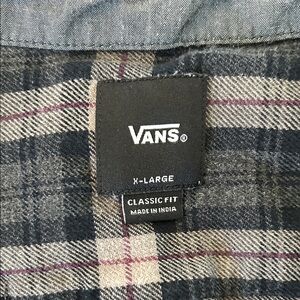 VANS®
X-LARGE
CLASSIC FIT
MADE IN INDIA